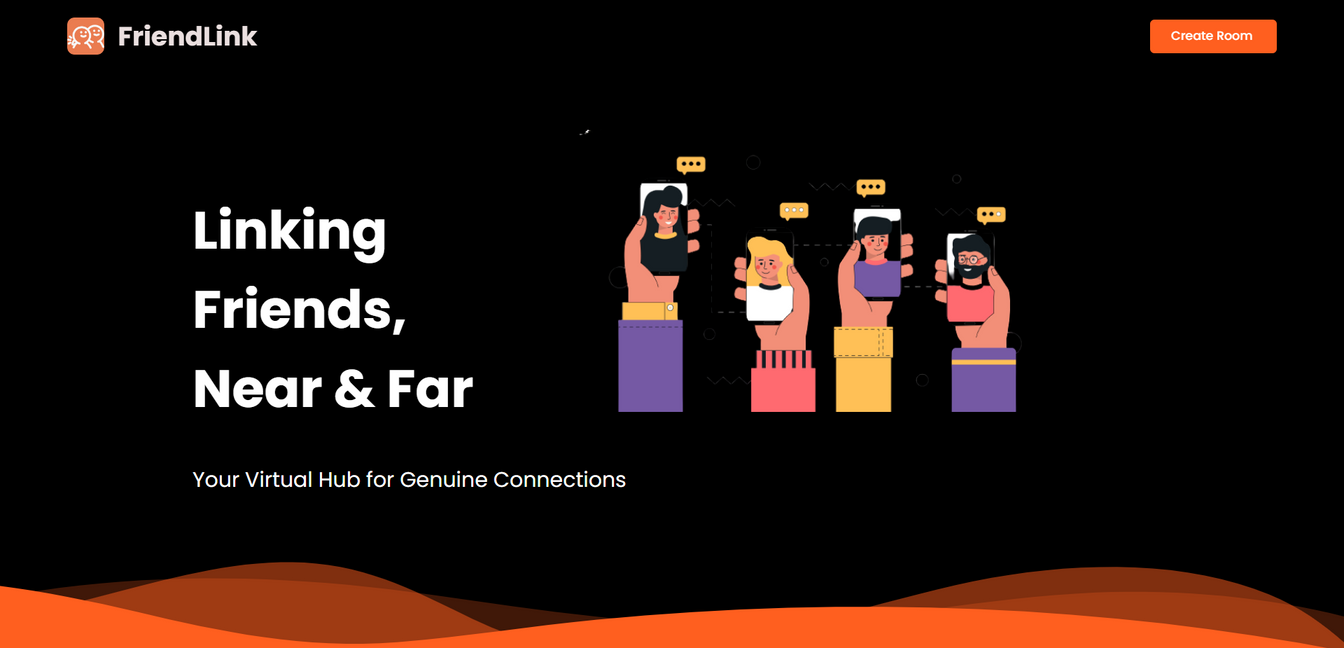 FriendLink
Create Room
Linking
Friends,
Near & Far
Your Virtual Hub for Genuine Connections